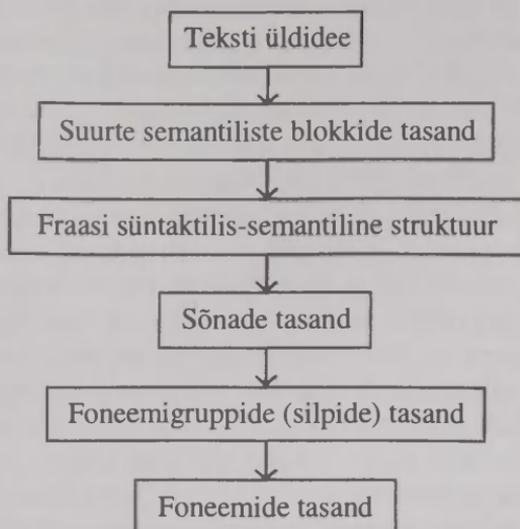 Teksti üldidee
Suurte semantiliste blokkide tasand
Fraasi süntaktilis-semantiline struktuur
Sõnade tasand
Foneemigruppide (silpide) tasand
Foneemide tasand